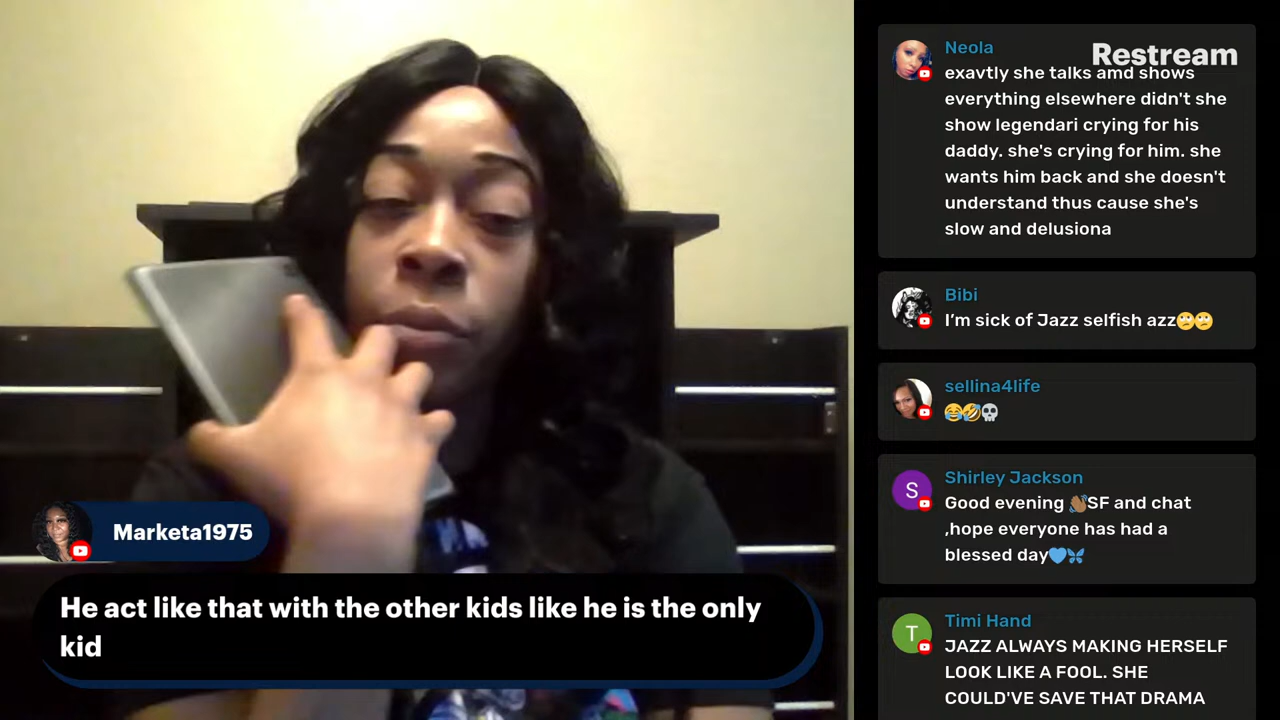 Restream
Neola
exavtly she talks amd shows
everything elsewhere didn't she
show legendari crying for his
daddy. she's crying for him. she
wants him back and she doesn't
understand thus cause she's
slow and delusiona
Bibi
I'm sick of Jazz selfish azz🙄🙄
sellina4life
😂🤣💀
S
Shirley Jackson
Good evening 👋🏾SF and chat
,hope everyone has had a
blessed day💙🦋
T
Timi Hand
JAZZ ALWAYS MAKING HERSELF
LOOK LIKE A FOOL. SHE
COULD'VE SAVE THAT DRAMA
Marketa1975
He act like that with the other kids like he is the only
kid